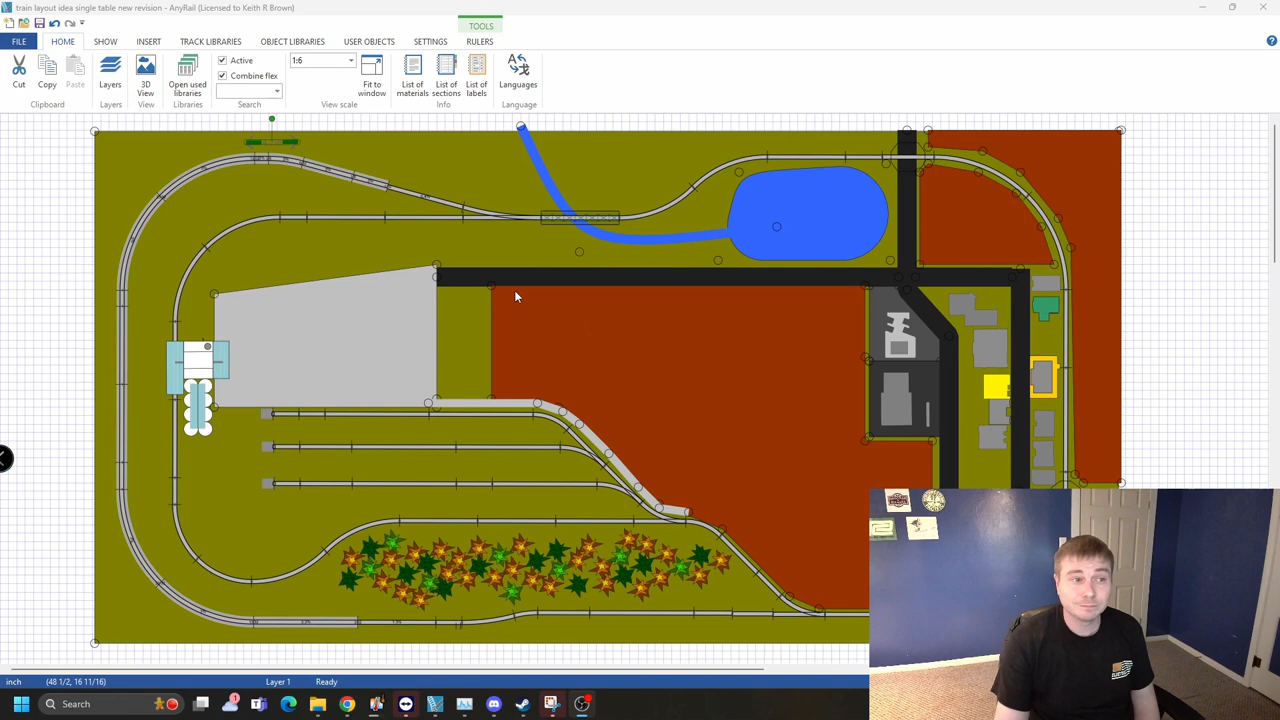 train layout idea single table new revision - AnyRail (Licensed to Keith R Brown)
TOOLS
FILE HOME SHOW INSERT TRACK LIBRARIES OBJECT LIBRARIES USER OBJECTS SETTINGS RULERS
Cut
Copy
Paste
Clipboard
Layers
Layers
3D
View
View
Open used
libraries
Libraries
Active
Combine flex
Search
1:6
Fit to
window
View scale
List of
materials
List of
sections
List of
labels
Info
Languages
Language
inch (48 1/2, 16 11/16) Layer 1 Ready
Search
1